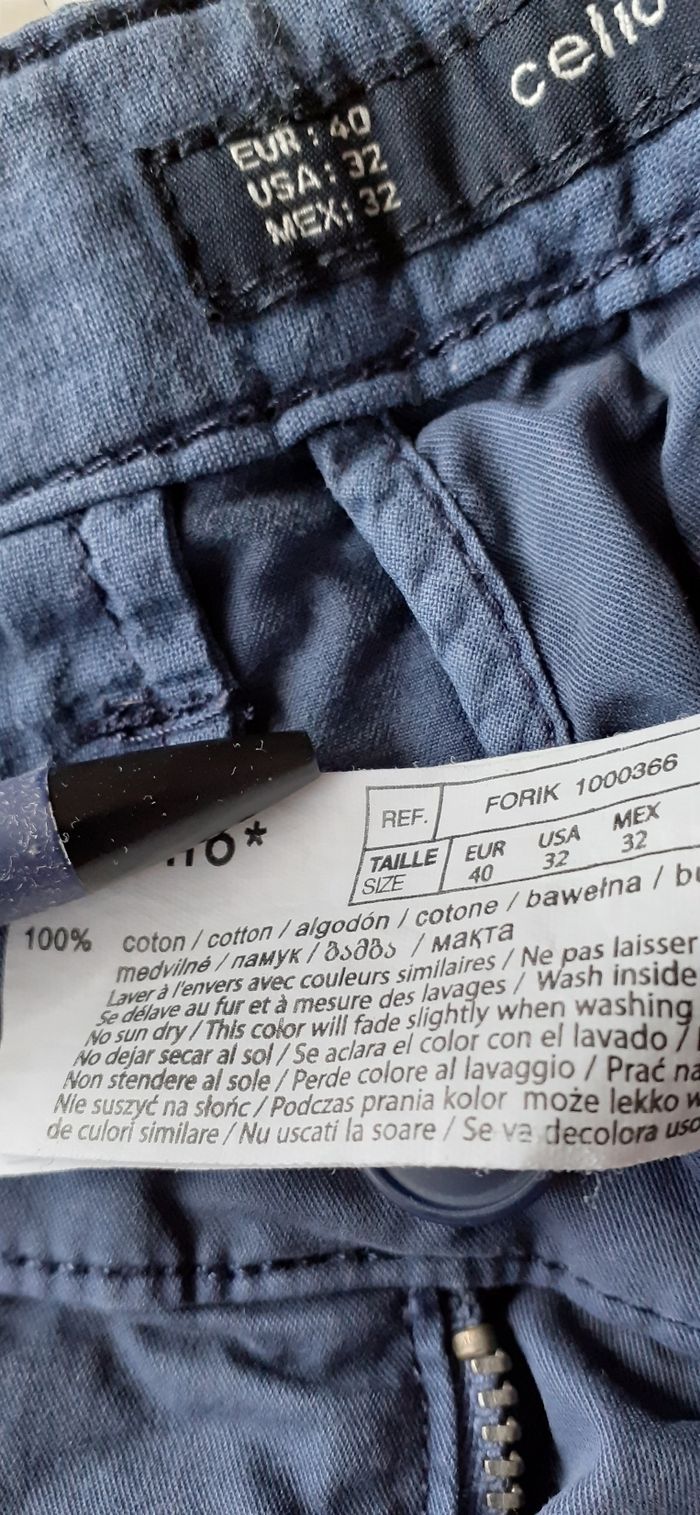 celio
EUR : 40
USA : 32
MEX : 32
REF. FORIK 1000366
TAILLE EUR USA MEX
SIZE 40 32 32
100% coton / cotton / algodón / cotone / bawełna /
medvilnė / памук / ბამბა / мақта
Laver à l'envers avec couleurs similaires / Ne pas laisser
Se délave au fur et à mesure des lavages / Wash inside
No sun dry / This color will fade slightly when washing
No dejar secar al sol / Se aclara el color con el lavado /
Non stendere al sole / Perde colore al lavaggio / Prać na
Nie suszyć na słońc / Podczas prania kolor może lekko w
de culori similare / Nu uscati la soare / Se va decolora uso